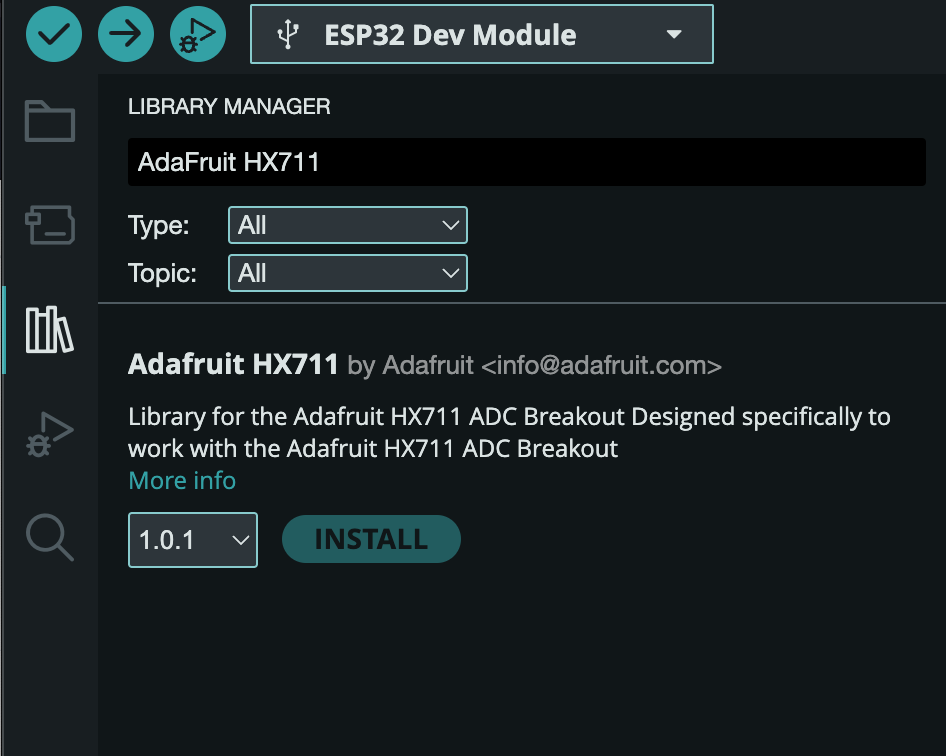 ESP32 Dev Module
LIBRARY MANAGER
AdaFruit HX711
Type: All
Topic: All
Adafruit HX711 by Adafruit <info@adafruit.com>
Library for the Adafruit HX711 ADC Breakout Designed specifically to
work with the Adafruit HX711 ADC Breakout
More info
1.0.1 INSTALL